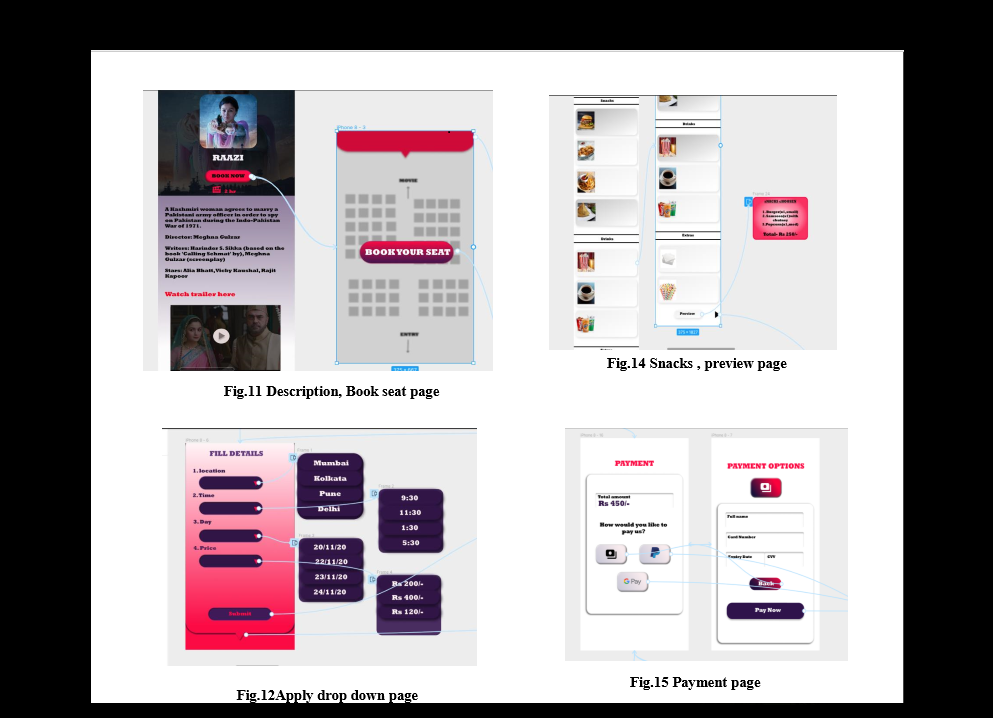 RAAZI
BOOK NOW
A Kashmiri woman agrees to marry a
Pakistani army officer in order to spy
on Pakistan during the Indo-Pakistan
War of 1971.
Director: Meghna Gulzar
Writers: Harinder S. Sikka (based on the
book 'Calling Sehmat' by), Meghna
Gulzar (screenplay)
Stars: Alia Bhatt, Vicky Kaushal, Rajit
Kapoor
Watch trailer here
iPhone 8 - 3
MOVIE
BOOK YOUR SEAT
ENTRY
Fig.11 Description, Book seat page
Snacks
Drinks
Drinks
Extras
Preview
Total- Rs 250/-
Fig.14 Snacks , preview page
FILL DETAILS
1. location
2. Time
3. Day
4. Price
Submit
Mumbai
Kolkata
Pune
Delhi
9:30
11:30
1:30
5:30
20/11/20
22/11/20
23/11/20
24/11/20
Rs 200/-
Rs 400/-
Rs 120/-
Fig.12Apply drop down page
PAYMENT
Total amount
Rs 450/-
How would you like to
pay us?
G Pay
PAYMENT OPTIONS
Full name
Card Number
Expiry Date
CVV
Back
Pay Now
Fig.15 Payment page